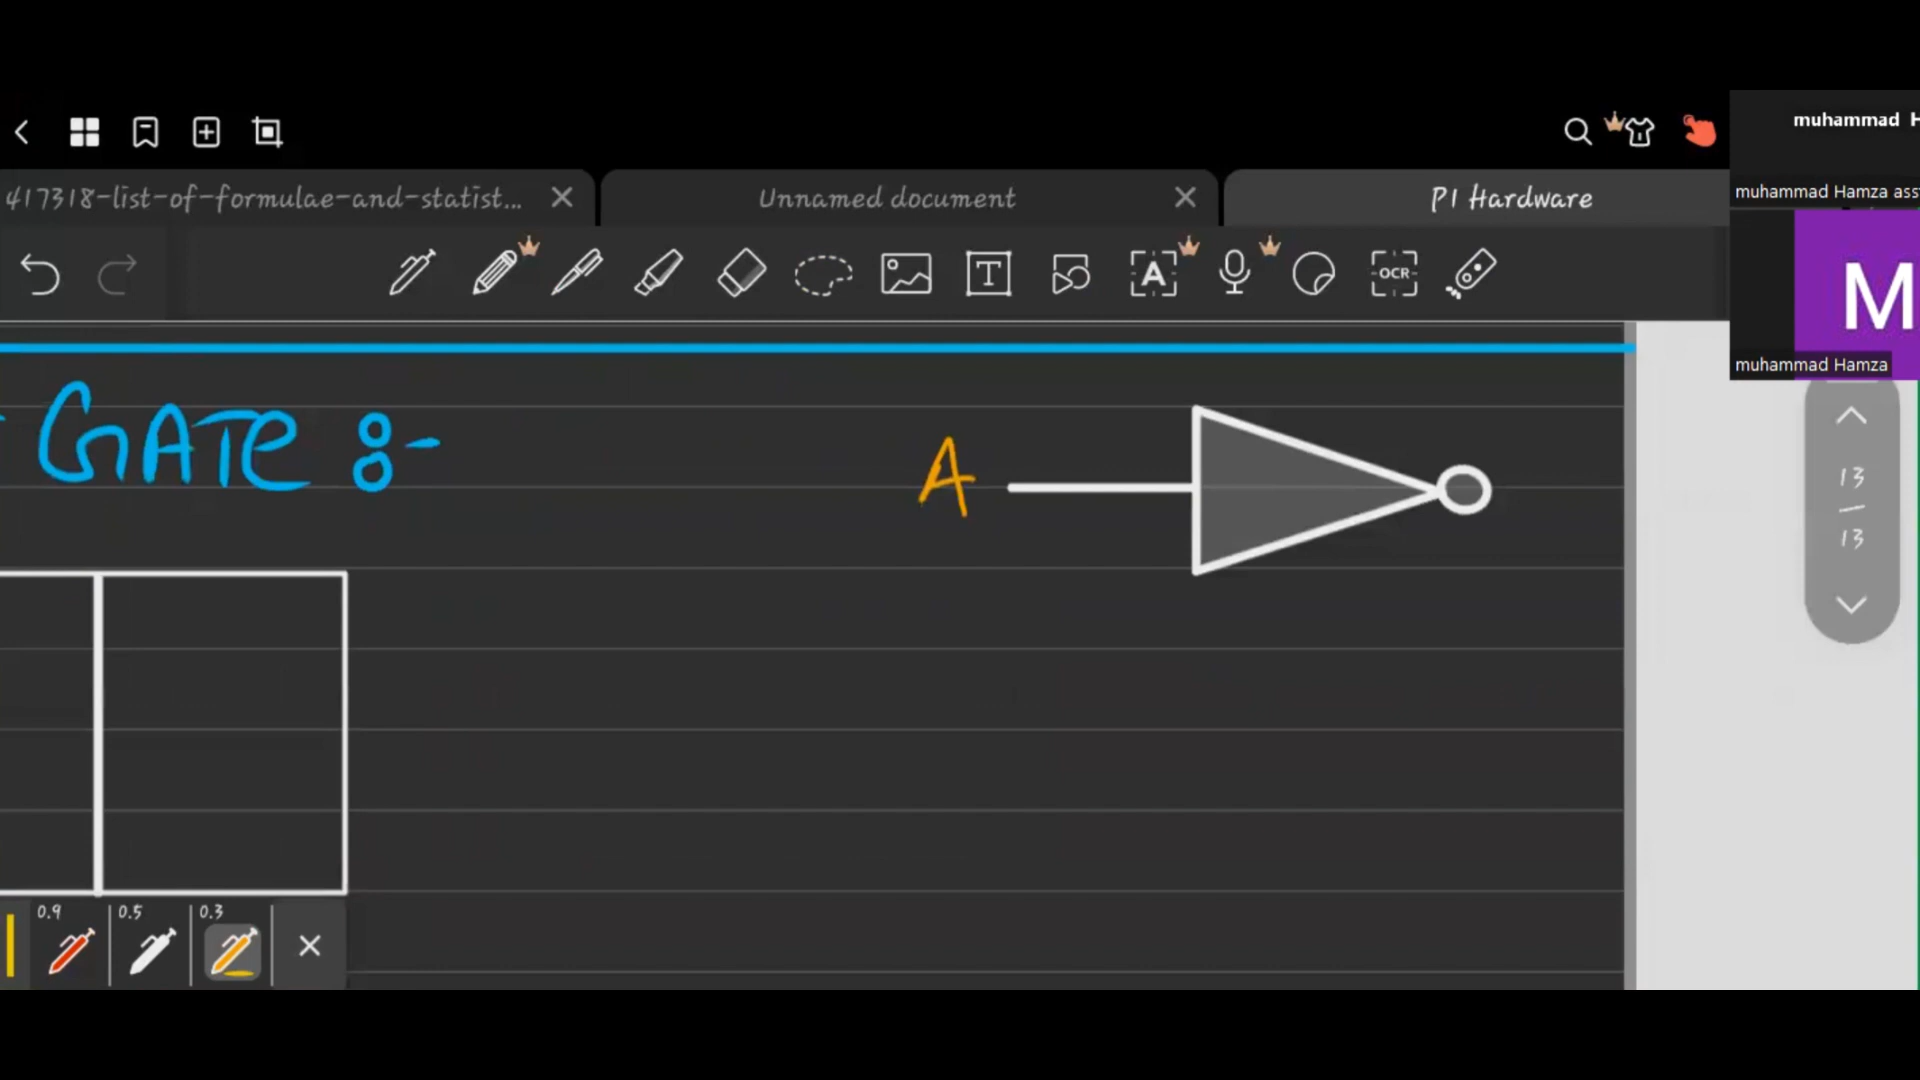 muhammad H
417318-list-of-formulae-and-statist...
Unnamed document
P1 Hardware
muhammad Hamza ass
T
A
OCR
M
muhammad Hamza
GATE :-
A
13
13
0.9
0.5
0.3